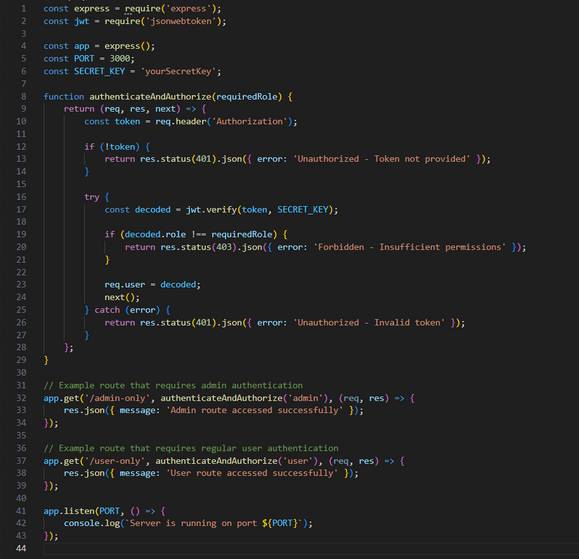 1 const express = require('express');
2 const jwt = require('jsonwebtoken');
3
4 const app = express();
5 const PORT = 3000;
6 const SECRET_KEY = 'yourSecretKey';
7
8 function authenticateAndAuthorize(requiredRole) {
9     return (req, res, next) => {
10         const token = req.header('Authorization');
11
12         if (!token) {
13             return res.status(401).json({ error: 'Unauthorized - Token not provided' });
14         }
15
16         try {
17             const decoded = jwt.verify(token, SECRET_KEY);
18
19             if (decoded.role !== requiredRole) {
20                 return res.status(403).json({ error: 'Forbidden - Insufficient permissions' });
21             }
22
23             req.user = decoded;
24             next();
25         } catch (error) {
26             return res.status(401).json({ error: 'Unauthorized - Invalid token' });
27         }
28     };
29 }
30
31 // Example route that requires admin authentication
32 app.get('/admin-only', authenticateAndAuthorize('admin'), (req, res) => {
33     res.json({ message: 'Admin route accessed successfully' });
34 });
35
36 // Example route that requires regular user authentication
37 app.get('/user-only', authenticateAndAuthorize('user'), (req, res) => {
38     res.json({ message: 'User route accessed successfully' });
39 });
40
41 app.listen(PORT, () => {
42     console.log(`Server is running on port ${PORT}`);
43 });
44